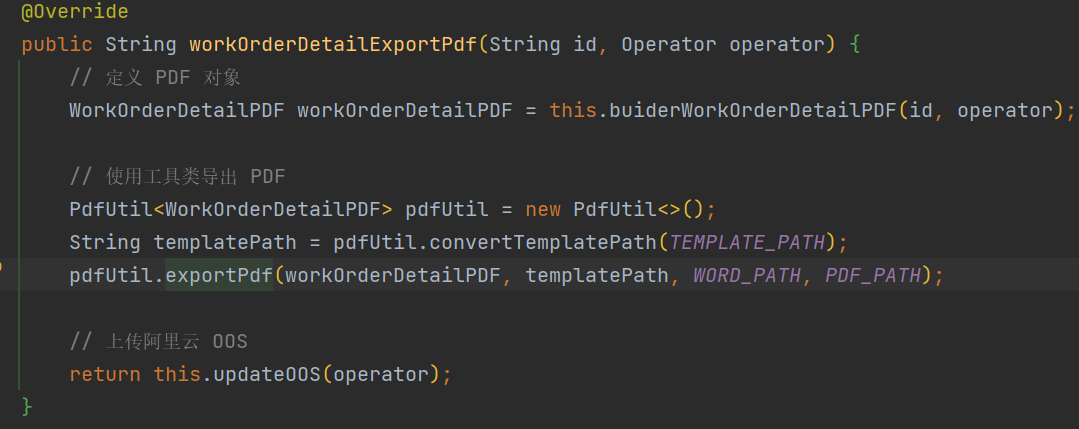 @Override
public String workOrderDetailExportPdf(String id, Operator operator) {
// 定义 PDF 对象
WorkOrderDetailPDF workOrderDetailPDF = this.buiderWorkOrderDetailPDF(id, operator);
// 使用工具类导出 PDF
PdfUtil<WorkOrderDetailPDF> pdfUtil = new PdfUtil<>();
String templatePath = pdfUtil.convertTemplatePath(TEMPLATE_PATH);
pdfUtil.exportPdf(workOrderDetailPDF, templatePath, WORD_PATH, PDF_PATH);
// 上传阿里云 OOS
return this.updateOOS(operator);
}